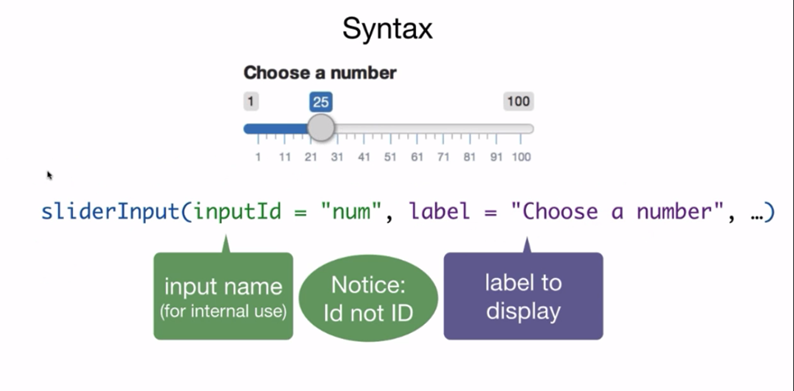 Syntax
Choose a number
1 25 100
1 11 21 31 41 51 61 71 81 91 100
sliderInput(inputId = "num", label = "Choose a number", …)
input name
(for internal use)
Notice:
Id not ID
label to
display